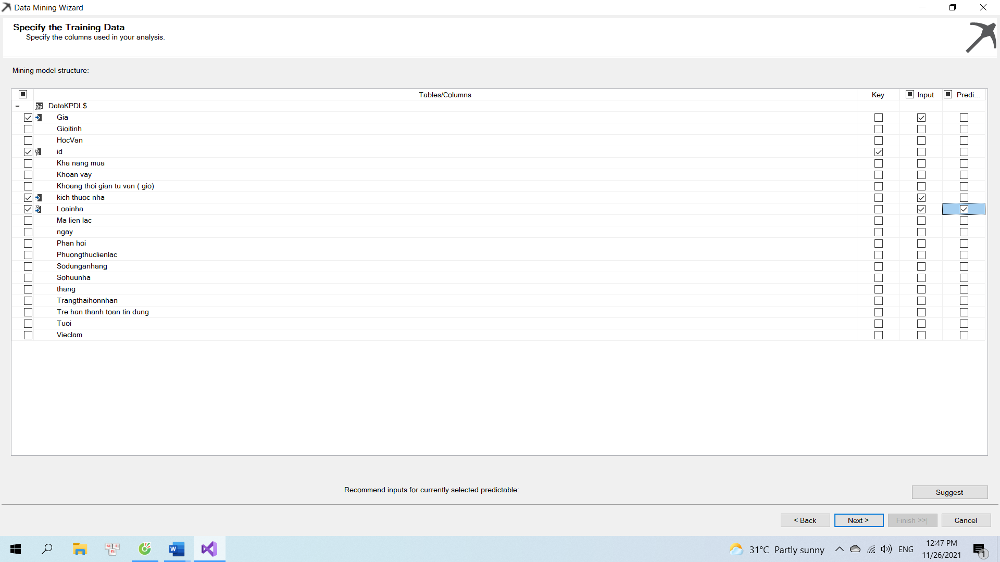 Data Mining Wizard
Specify the Training Data
Specify the columns used in your analysis.
Mining model structure:
Tables/Columns Key Input Predi...
DataKPDL$
Gia
Gioitinh
HocVan
id
Kha nang mua
Khoan vay
Khoang thoi gian tu van ( gio)
kich thuoc nha
Loainha
Ma lien lac
ngay
Phan hoi
Phuongthuclienlac
Sodunganhang
Sohuunha
thang
Trangthaihonnhan
Tre han thanh toan tin dung
Tuoi
Vieclam
Recommend inputs for currently selected predictable:
Suggest
< Back Next > Finish >>| Cancel
31°C Partly sunny ENG
12:47 PM
11/26/2021
1